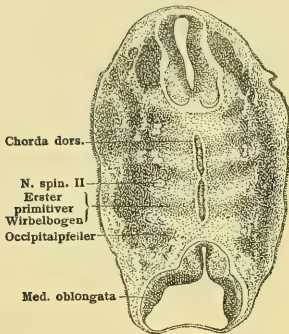 Chorda dors.
N. spin. II
Erster
primitiver
Wirbelbogen
Occipitalpfeiler
Med. oblongata